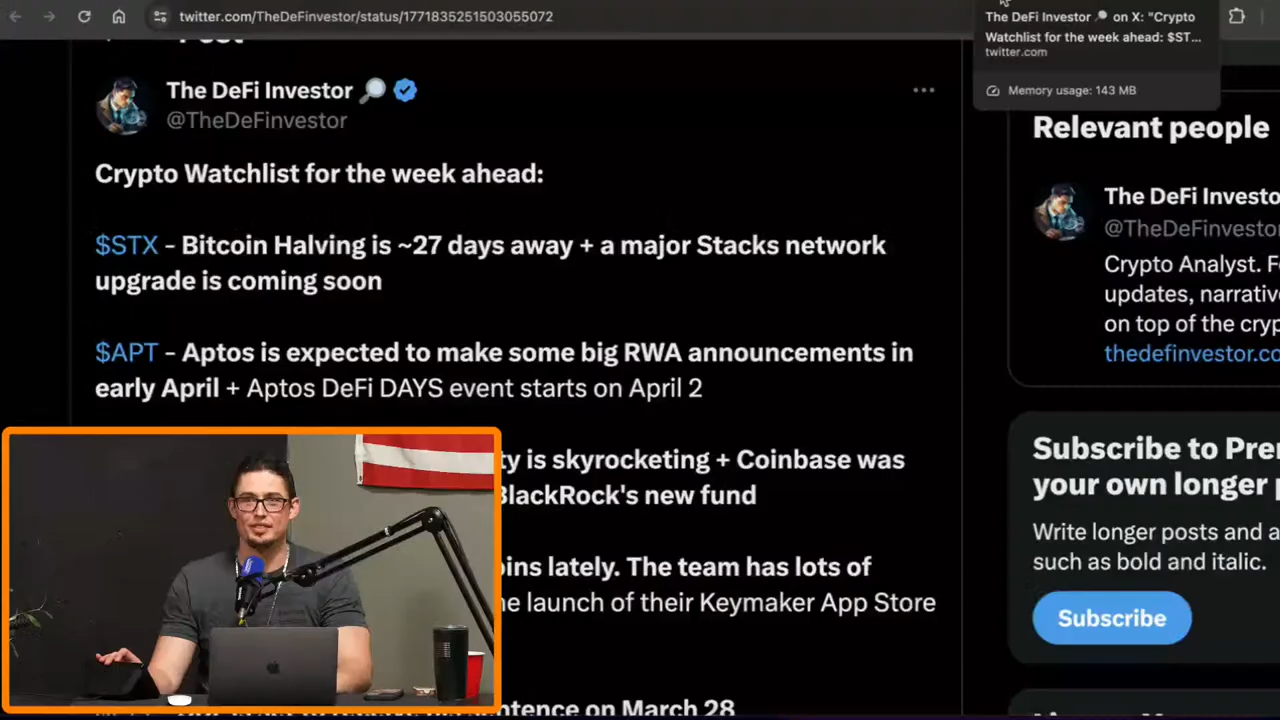 twitter.com/TheDeFinvestor/status/1771835251503055072
The DeFi Investor on X: "Crypto
Watchlist for the week ahead: $ST...
twitter.com
Memory usage: 143 MB
The DeFi Investor
@TheDeFinvestor
Crypto Watchlist for the week ahead:
$STX - Bitcoin Halving is ~27 days away + a major Stacks network
upgrade is coming soon
$APT - Aptos is expected to make some big RWA announcements in
early April + Aptos DeFi DAYS event starts on April 2
ty is skyrocketing + Coinbase was
BlackRock's new fund
ins lately. The team has lots of
e launch of their Keymaker App Store
ntence on March 28
Relevant people
The DeFi Investo
@TheDeFinvestor
Crypto Analyst. F
updates, narrativ
on top of the cryp
thedefinvestor.co
Subscribe to Pre
your own longer p
Write longer posts and a
such as bold and italic.
Subscribe